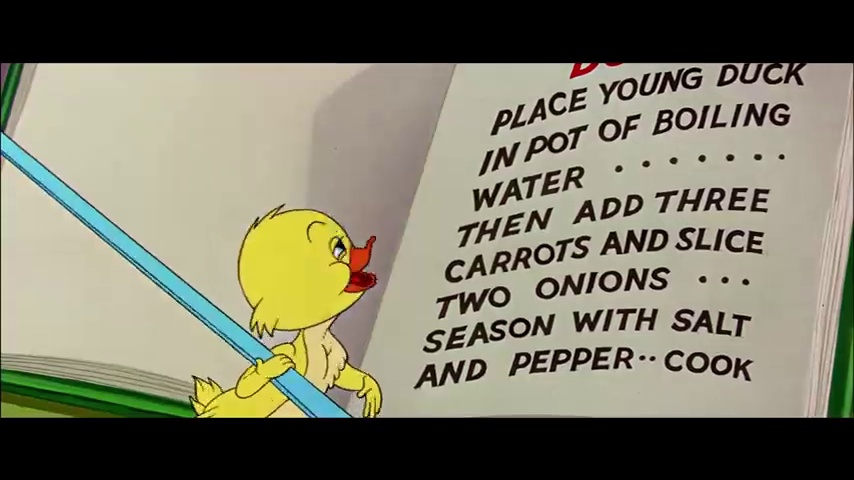 PLACE YOUNG DUCK
IN POT OF BOILING
WATER ········
THEN ADD THREE
CARROTS AND SLICE
TWO ONIONS ···
SEASON WITH SALT
AND PEPPER·· COOK